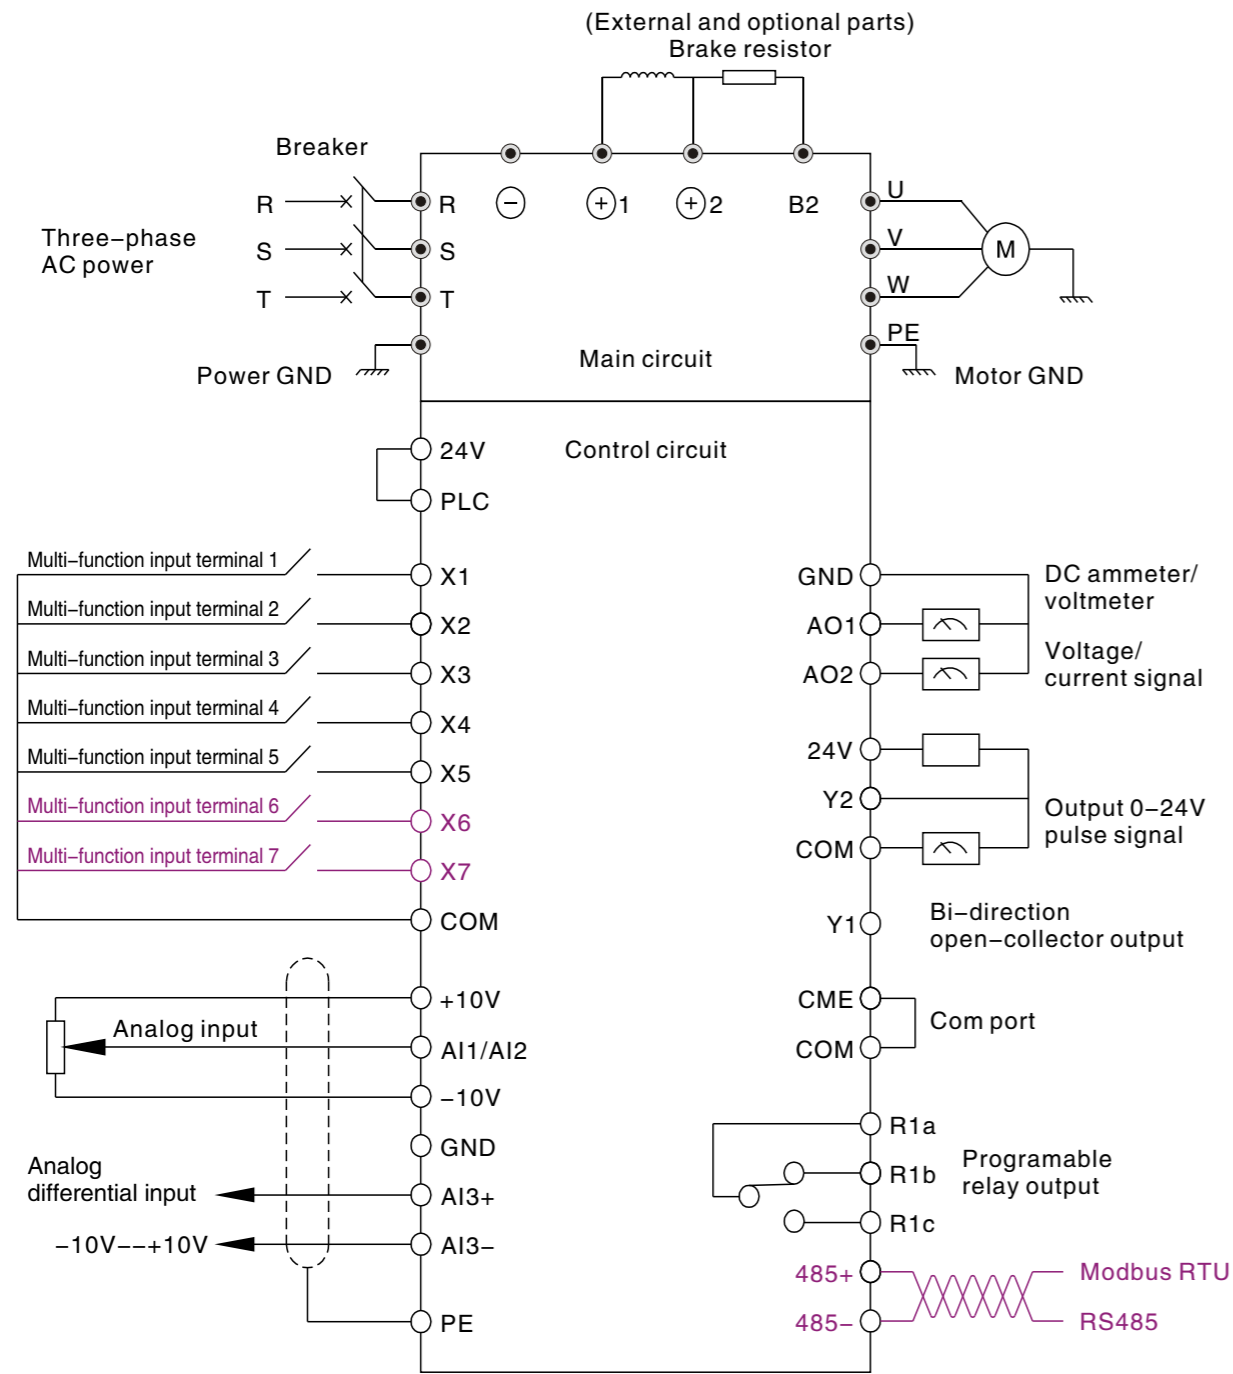 (External and optional parts)
Brake resistor
Breaker
R
S
T
Three−phase
AC power
R
S
T
−
+1
+2
B2
U
V
W
M
PE
Power GND
Main circuit
Motor GND
Control circuit
24V
PLC
Multi−function input terminal 1
X1
Multi−function input terminal 2
X2
Multi−function input terminal 3
X3
Multi−function input terminal 4
X4
Multi−function input terminal 5
X5
Multi−function input terminal 6
X6
Multi−function input terminal 7
X7
COM
+10V
Analog input
AI1/AI2
−10V
GND
Analog
differential input
AI3+
−10V−−+10V
AI3−
PE
GND
DC ammeter/
voltmeter
AO1
AO2
Voltage/
current signal
24V
Y2
COM
Output 0−24V
pulse signal
Y1
Bi−direction
open−collector output
CME
COM
Com port
R1a
R1b
R1c
Programable
relay output
485+
Modbus RTU
485−
RS485